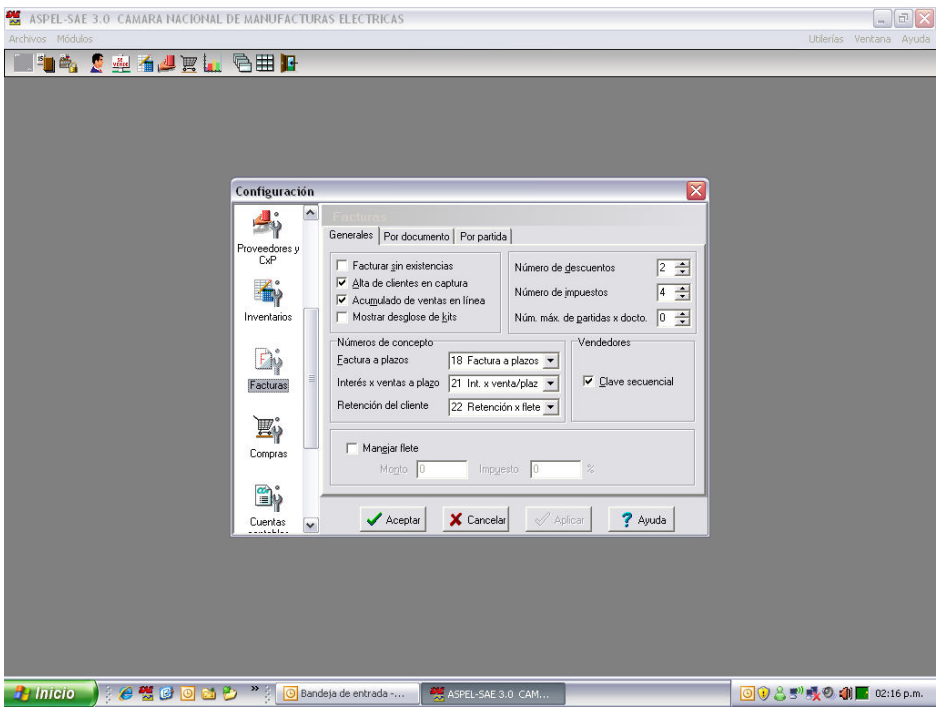 ASPEL-SAE 3.0 CAMARA NACIONAL DE MANUFACTURAS ELECTRICAS
Archivos Módulos Utilerías Ventana Ayuda
Configuración
Proveedores y
CxP
Inventarios
Facturas
Compras
Cuentas
Facturas
Generales Por documento Por partida
Facturar sin existencias
Alta de clientes en captura
Acumulado de ventas en línea
Mostrar desglose de kits
Número de descuentos 2
Número de impuestos 4
Núm. máx. de partidas x docto. 0
Números de concepto
Factura a plazos 18 Factura a plazos
Interés x ventas a plazo 21 Int. x venta/plaz
Retención del cliente 22 Retención x flete
Vendedores
Clave secuencial
Manejar flete
Monto 0 Impuesto 0 %
Aceptar Cancelar Aplicar Ayuda
Inicio Bandeja de entrada -... ASPEL-SAE 3.0 CAM... 02:16 p.m.